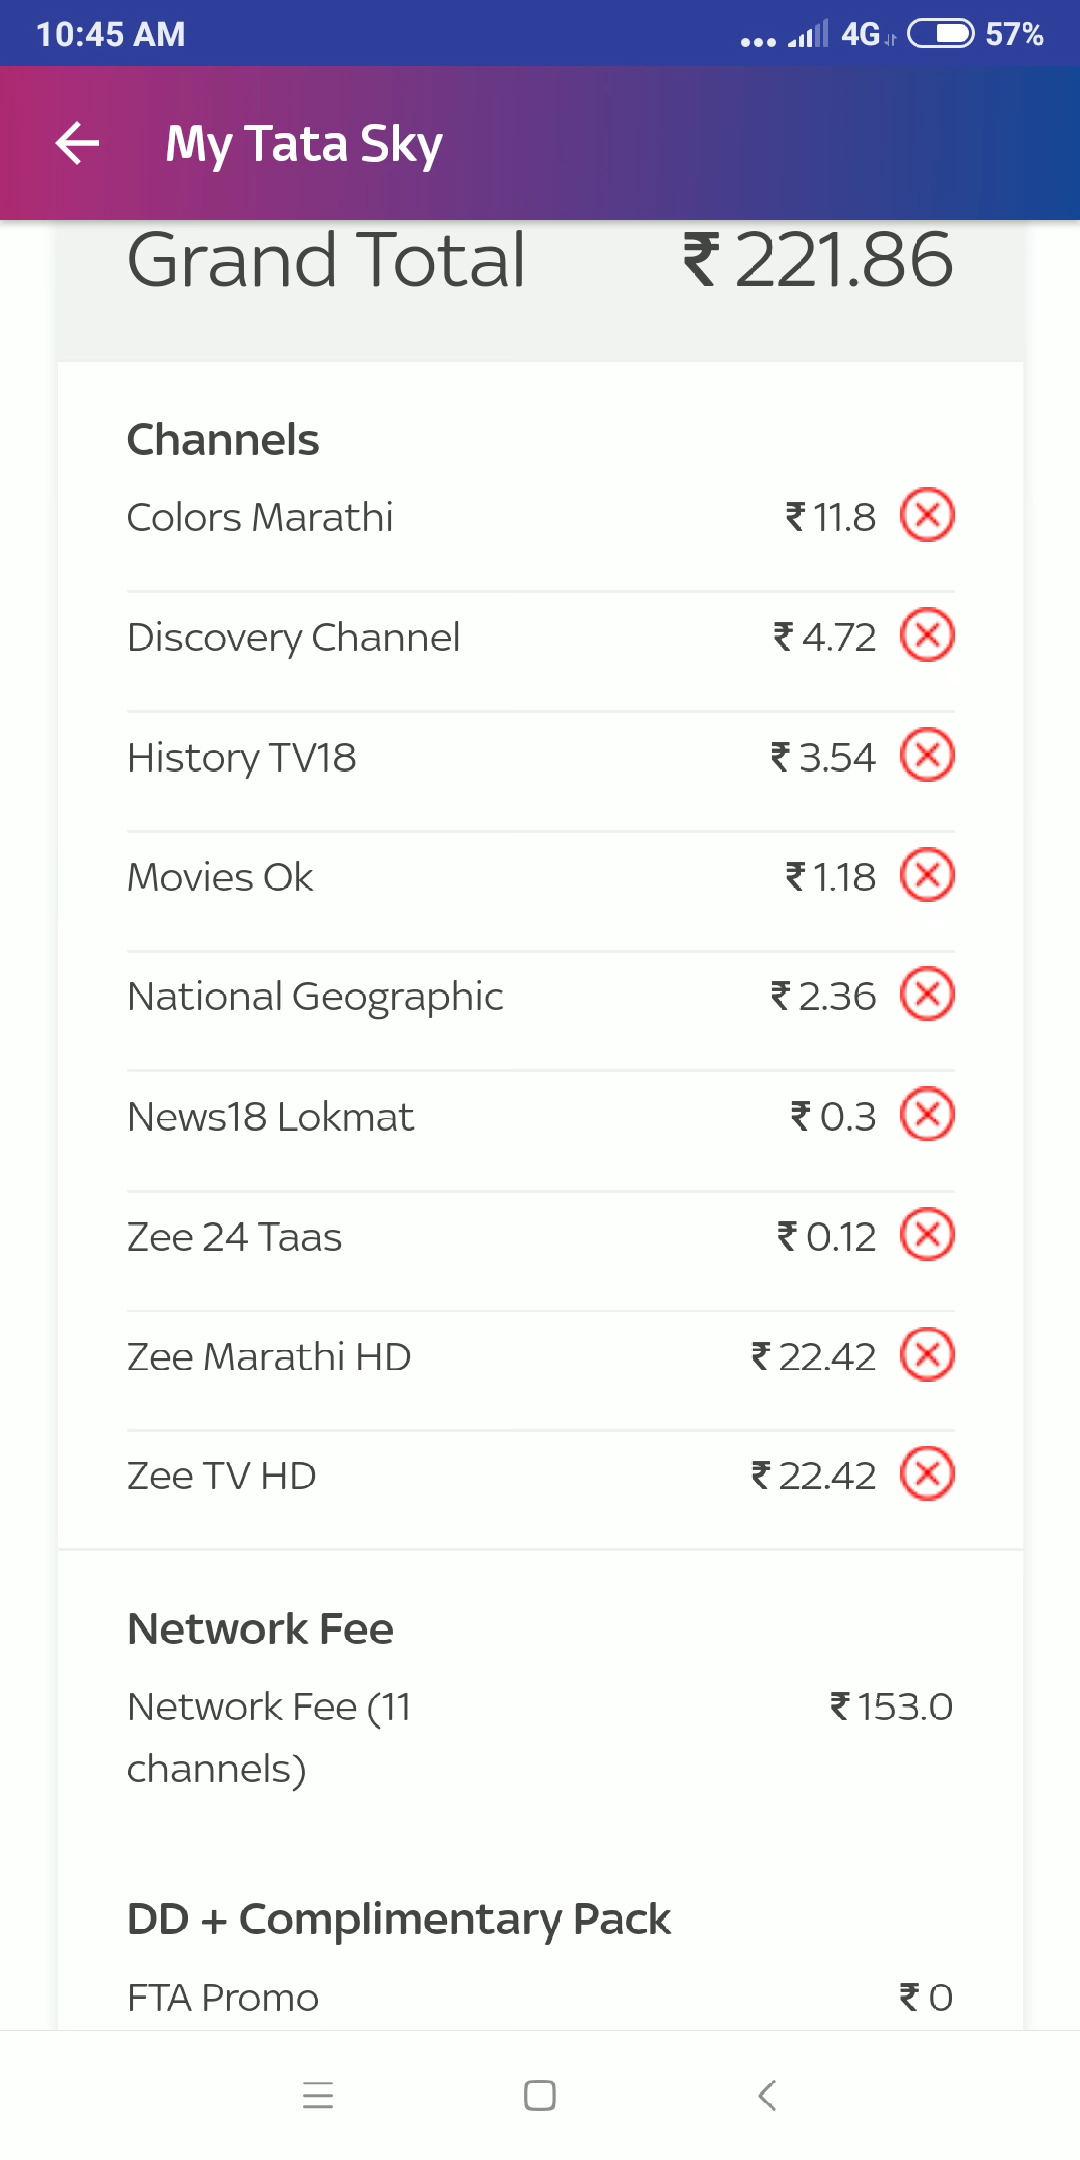 10:45 AM 4G 57%
My Tata Sky
Grand Total ₹ 221.86
Channels
Colors Marathi ₹ 11.8
Discovery Channel ₹ 4.72
History TV18 ₹ 3.54
Movies Ok ₹ 1.18
National Geographic ₹ 2.36
News18 Lokmat ₹ 0.3
Zee 24 Taas ₹ 0.12
Zee Marathi HD ₹ 22.42
Zee TV HD ₹ 22.42
Network Fee
Network Fee (11 ₹ 153.0
channels)
DD + Complimentary Pack
FTA Promo ₹ 0